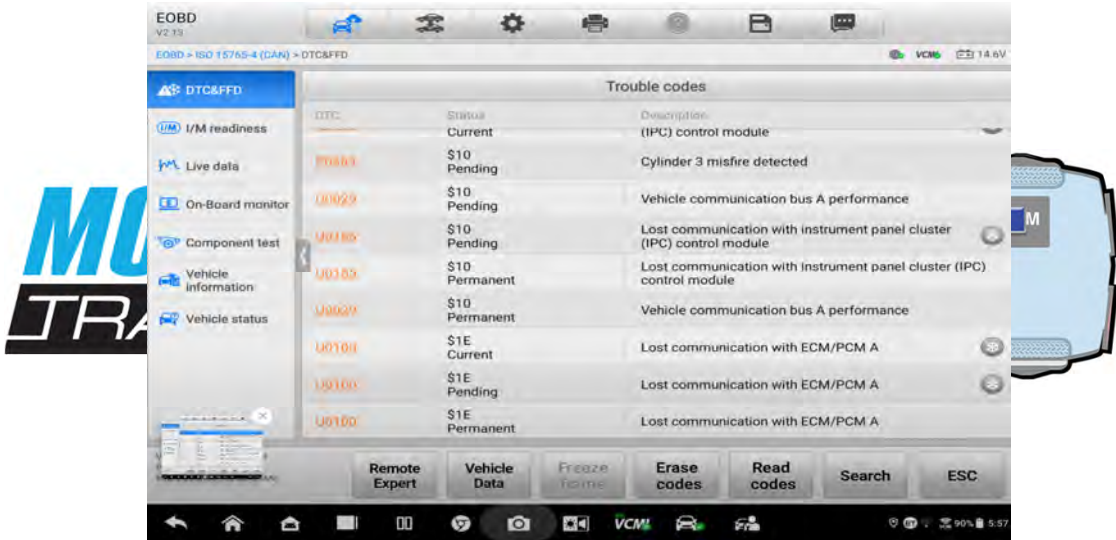 EOBD
V2.13
EOBD > ISO 15765-4 (CAN) > DTC&FFD
VCMI 14.6V
DTC&FFD
I/M readiness
Live data
On-Board monitor
Component test
Vehicle
information
Vehicle status
Trouble codes
DTC Status Description
Current (IPC) control module
$10
Pending
Cylinder 3 misfire detected
U0029
$10
Pending
Vehicle communication bus A performance
$10
Pending
Lost communication with instrument panel cluster
(IPC) control module
$10
Permanent
Lost communication with instrument panel cluster (IPC)
control module
U0029
$10
Permanent
Vehicle communication bus A performance
U0100
$1E
Current
Lost communication with ECM/PCM A
U0100
$1E
Pending
Lost communication with ECM/PCM A
U0100
$1E
Permanent
Lost communication with ECM/PCM A
Remote
Expert
Vehicle
Data
Freeze
frame
Erase
codes
Read
codes
Search
ESC
VCMI
90% 5:57
M
TRA